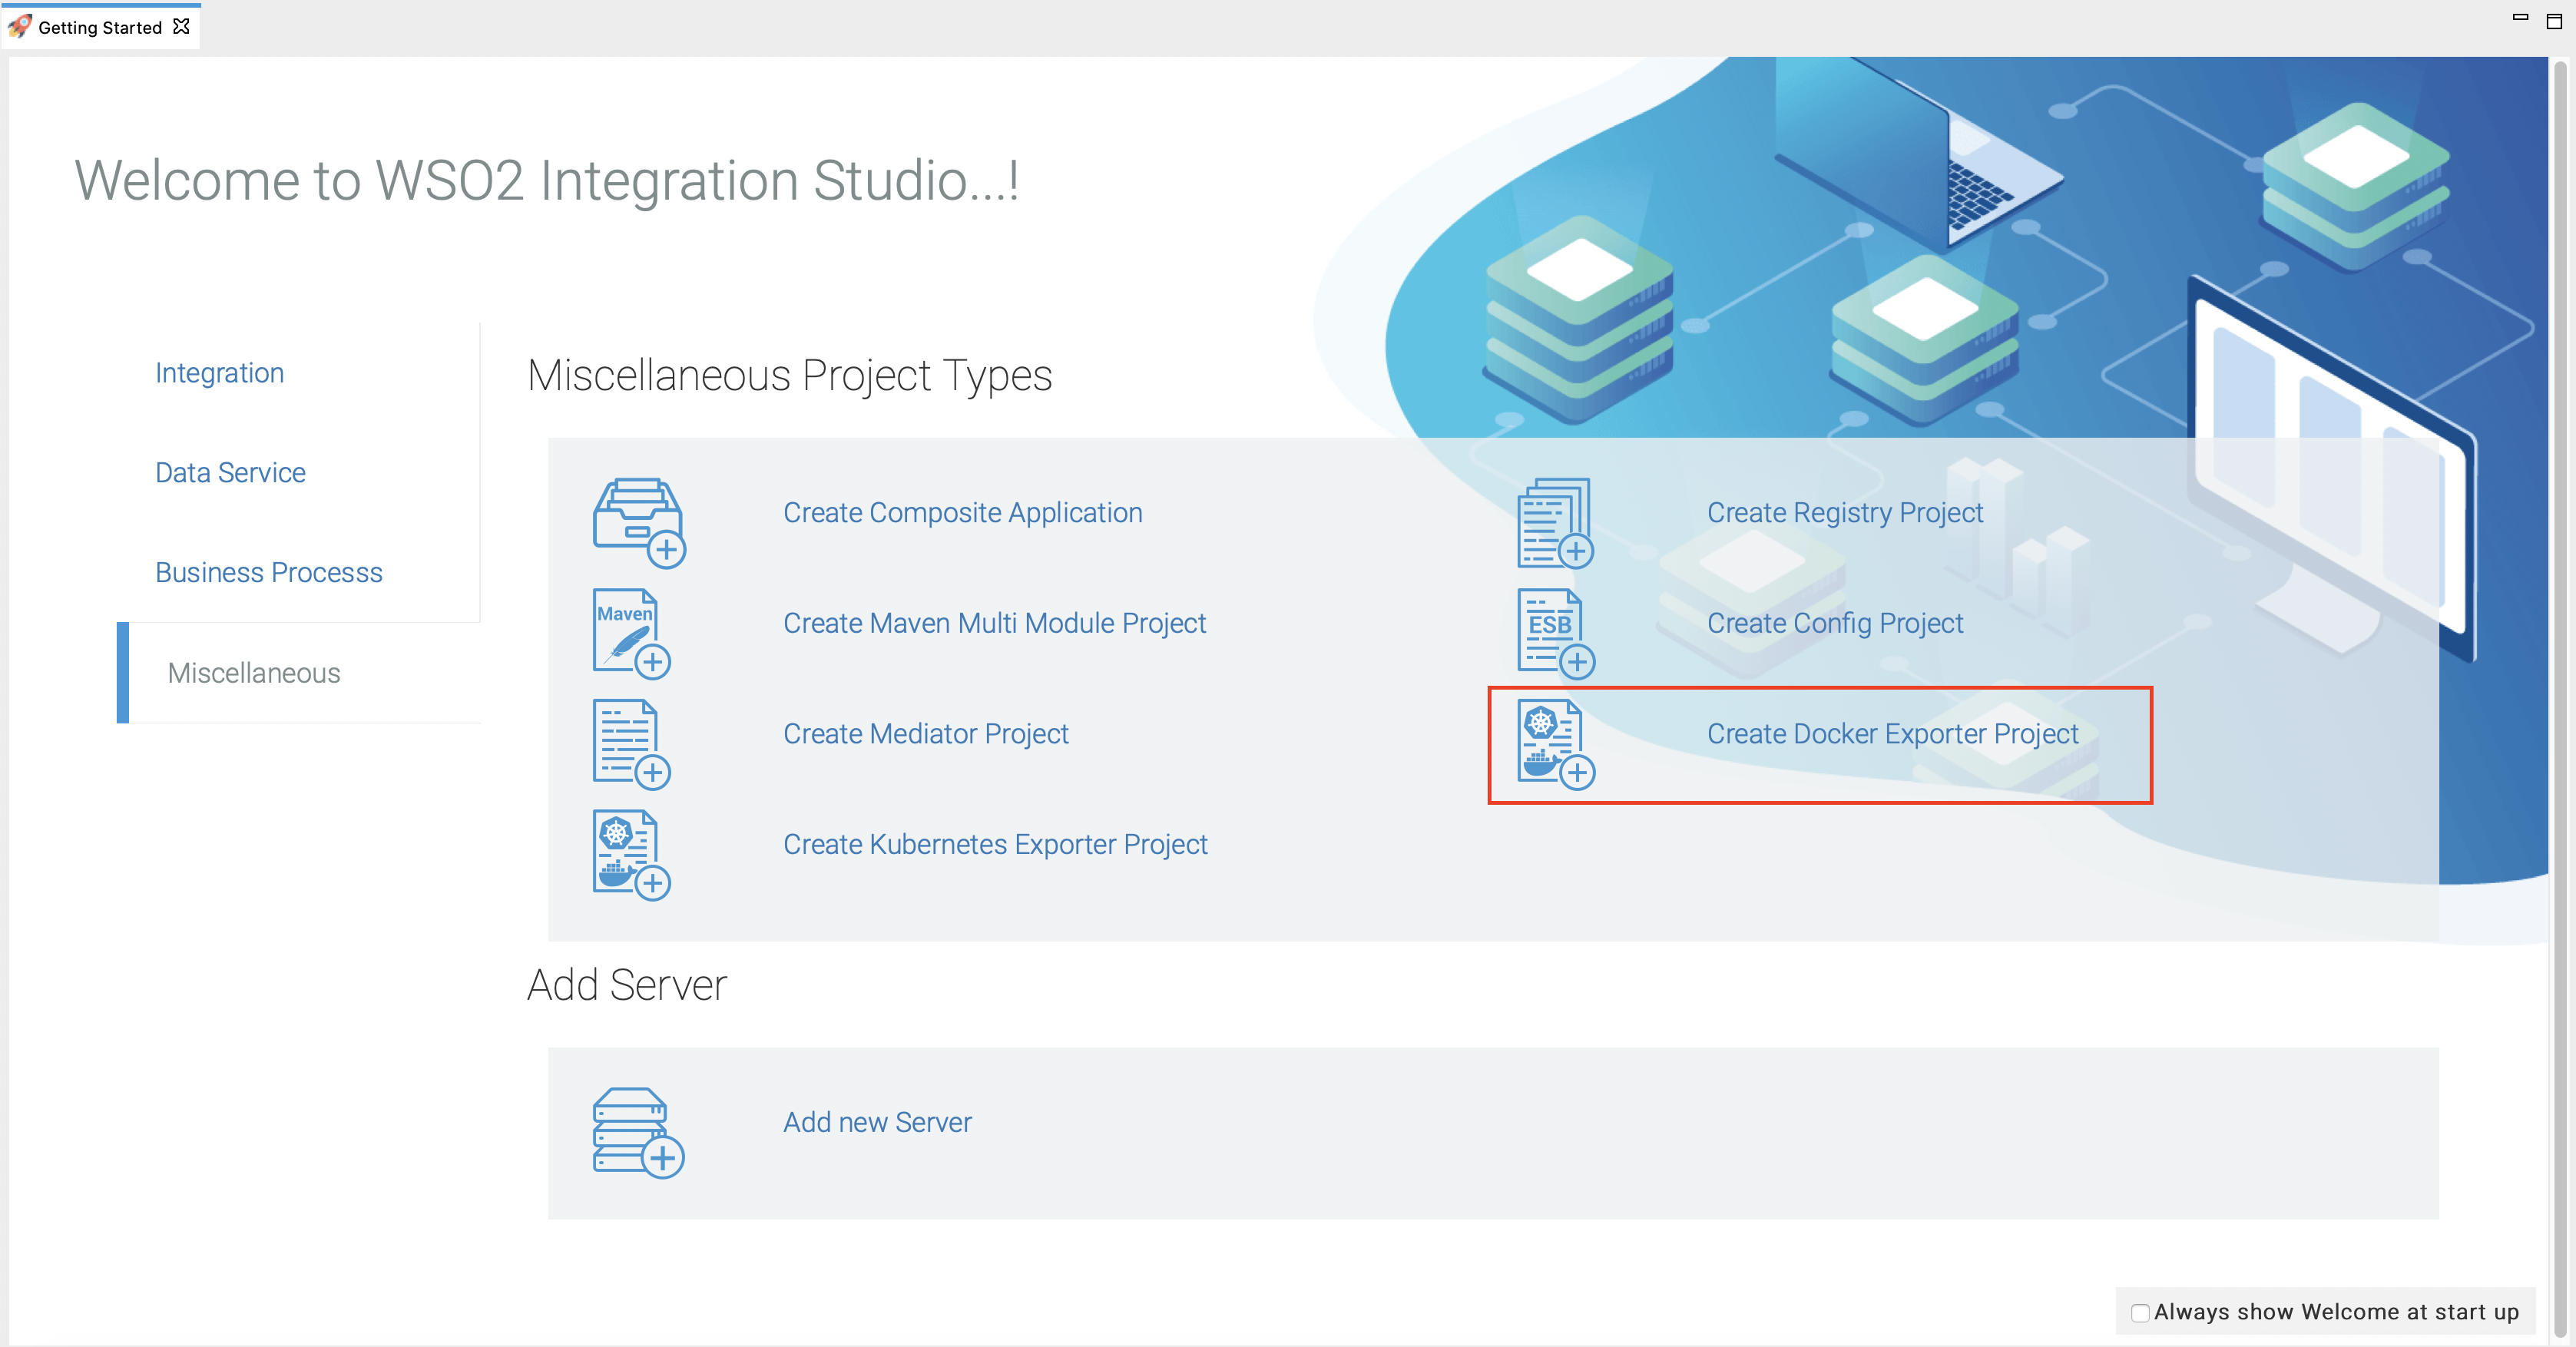 Getting Started
Welcome to WSO2 Integration Studio...!
Integration
Data Service
Business Processs
Miscellaneous
Miscellaneous Project Types
Create Composite Application
Create Registry Project
Maven
Create Maven Multi Module Project
ESB
Create Config Project
Create Mediator Project
Create Docker Exporter Project
Create Kubernetes Exporter Project
Add Server
Add new Server
Always show Welcome at start up